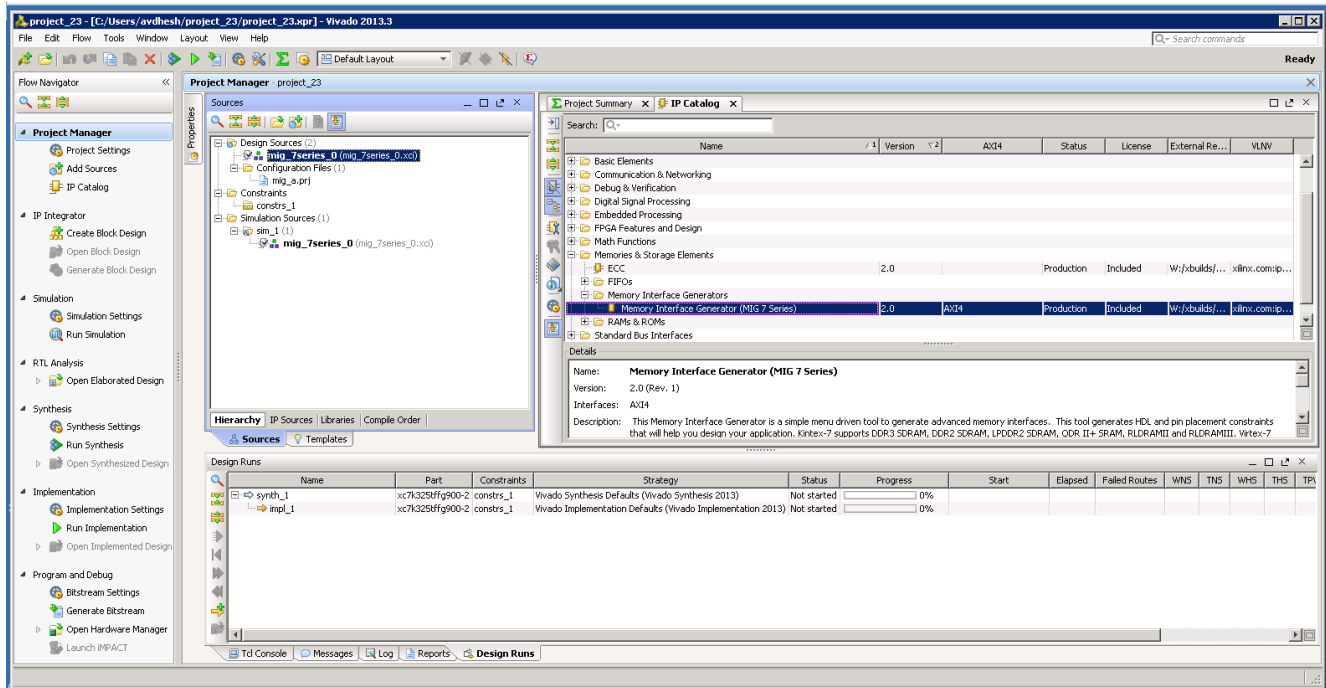 project_23 - [C:/Users/avdhesh/project_23/project_23.xpr] - Vivado 2013.3
File Edit Flow Tools Window Layout View Help
Search commands
Default Layout
Ready
Flow Navigator
Project Manager
Project Settings
Add Sources
IP Catalog
IP Integrator
Create Block Design
Open Block Design
Generate Block Design
Simulation
Simulation Settings
Run Simulation
RTL Analysis
Open Elaborated Design
Synthesis
Synthesis Settings
Run Synthesis
Open Synthesized Design
Implementation
Implementation Settings
Run Implementation
Open Implemented Design
Program and Debug
Bitstream Settings
Generate Bitstream
Open Hardware Manager
Launch iMPACT
Project Manager - project_23
Properties
Sources
Design Sources (2)
mig_7series_0 (mig_7series_0.xci)
Configuration Files (1)
mig_a.prj
Constraints
constrs_1
Simulation Sources (1)
sim_1 (1)
mig_7series_0 (mig_7series_0.xci)
Hierarchy IP Sources Libraries Compile Order
Sources Templates
Project Summary IP Catalog
Search:
Name 1 Version 2 AXI4 Status License External Re... VLNV
Basic Elements
Communication & Networking
Debug & Verification
Digital Signal Processing
Embedded Processing
FPGA Features and Design
Math Functions
Memories & Storage Elements
ECC 2.0 Production Included W:/xbuilds/... xilinx.com:ip...
FIFOs
Memory Interface Generators
Memory Interface Generator (MIG 7 Series) 2.0 AXI4 Production Included W:/xbuilds/... xilinx.com:ip...
RAMs & ROMs
Standard Bus Interfaces
Details
Name: Memory Interface Generator (MIG 7 Series)
Version: 2.0 (Rev. 1)
Interfaces: AXI4
Description: This Memory Interface Generator is a simple menu driven tool to generate advanced memory interfaces. This tool generates HDL and pin placement constraints
that will help you design your application. Kintex-7 supports DDR3 SDRAM, DDR2 SDRAM, LPDDR2 SDRAM, QDR II+ SRAM, RLDRAMII and RLDRAMIII. Virtex-7
Design Runs
Name Part Constraints Strategy Status Progress Start Elapsed Failed Routes WNS TNS WHS THS TPV
synth_1 xc7k325tffg900-2 constrs_1 Vivado Synthesis Defaults (Vivado Synthesis 2013) Not started 0%
impl_1 xc7k325tffg900-2 constrs_1 Vivado Implementation Defaults (Vivado Implementation 2013) Not started 0%
Tcl Console Messages Log Reports Design Runs